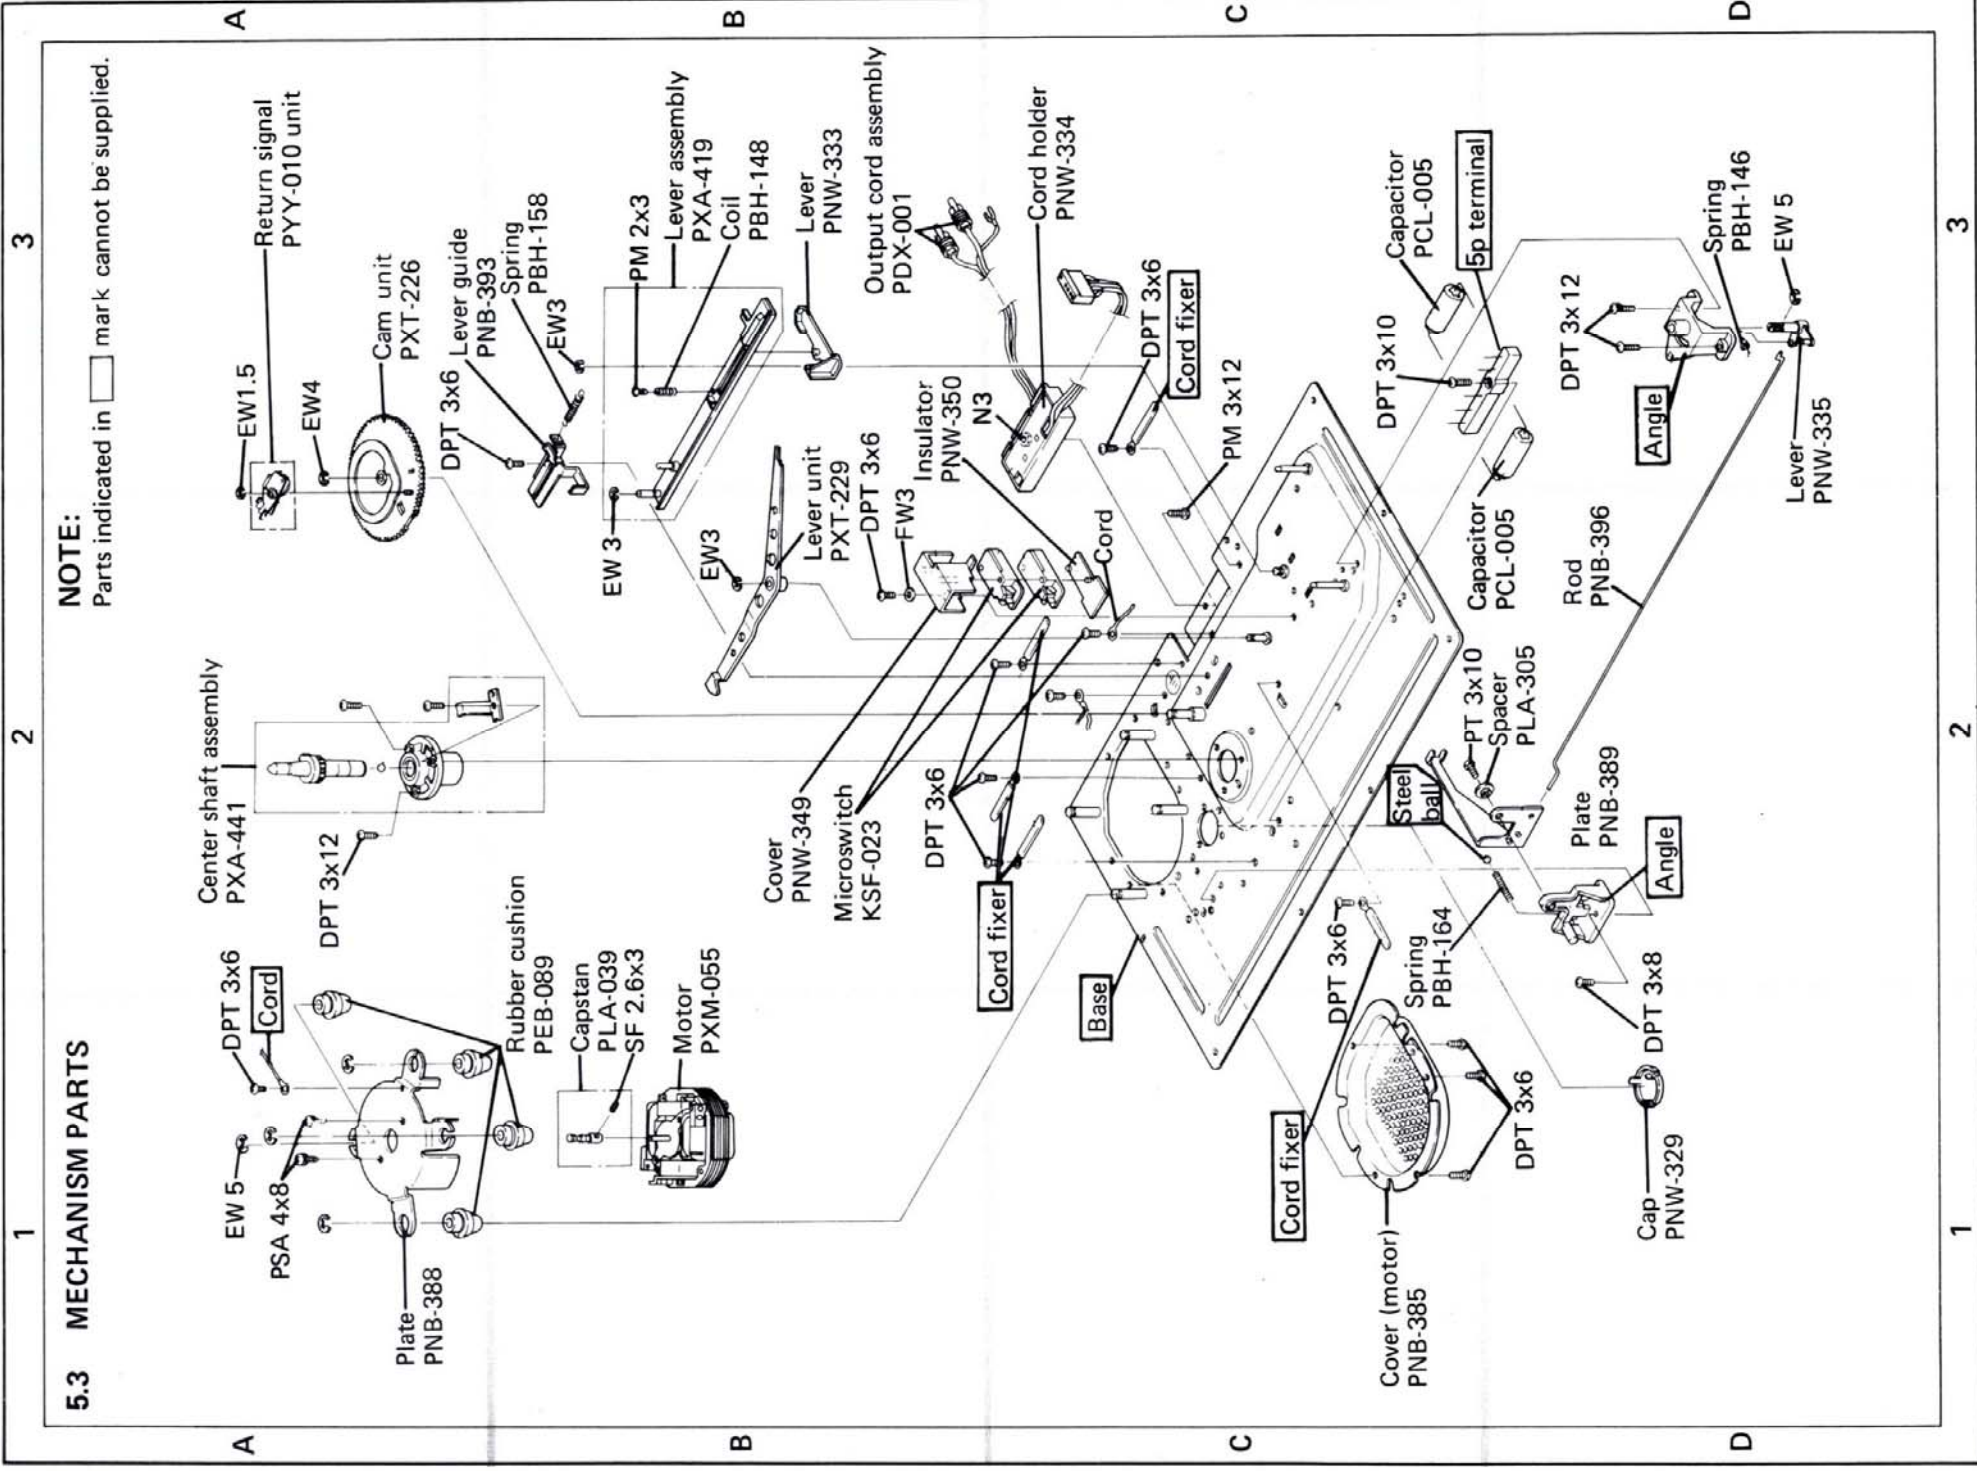 5.3 MECHANISM PARTS
NOTE:
Parts indicated in mark cannot be supplied.
1
2
3
A
A
B
B
C
C
D
D
1
2
3
EW 5
DPT 3x6
Cord
PSA 4x8
Plate
PNB-388
Rubber cushion
PEB-089
Capstan
PLA-039
SF 2.6x3
Motor
PXM-055
Center shaft assembly
PXA-441
DPT 3x12
EW1.5
Return signal
PYY-010 unit
EW4
Cam unit
PXT-226
DPT 3x6
Lever guide
PNB-393
Spring
PBH-158
EW3
EW 3
PM 2x3
Lever assembly
PXA-419
Coil
PBH-148
Lever
PNW-333
EW3
Lever unit
PXT-229
DPT 3x6
FW3
Insulator
PNW-350
N3
Output cord assembly
PDX-001
Cord holder
PNW-334
DPT 3x6
Cord fixer
PM 3x12
Cover
PNW-349
Microswitch
KSF-023
DPT 3x6
Cord fixer
Cord
Base
Capacitor
PCL-005
5p terminal
DPT 3x10
Capacitor
PCL-005
DPT 3x12
Angle
Spring
PBH-146
EW 5
Lever
PNW-335
Rod
PNB-396
PT 3x10
Spacer
PLA-305
Steel
ball
Plate
PNB-389
Angle
DPT 3x6
Spring
PBH-164
DPT 3x8
Cord fixer
Cover (motor)
PNB-385
DPT 3x6
Cap
PNW-329